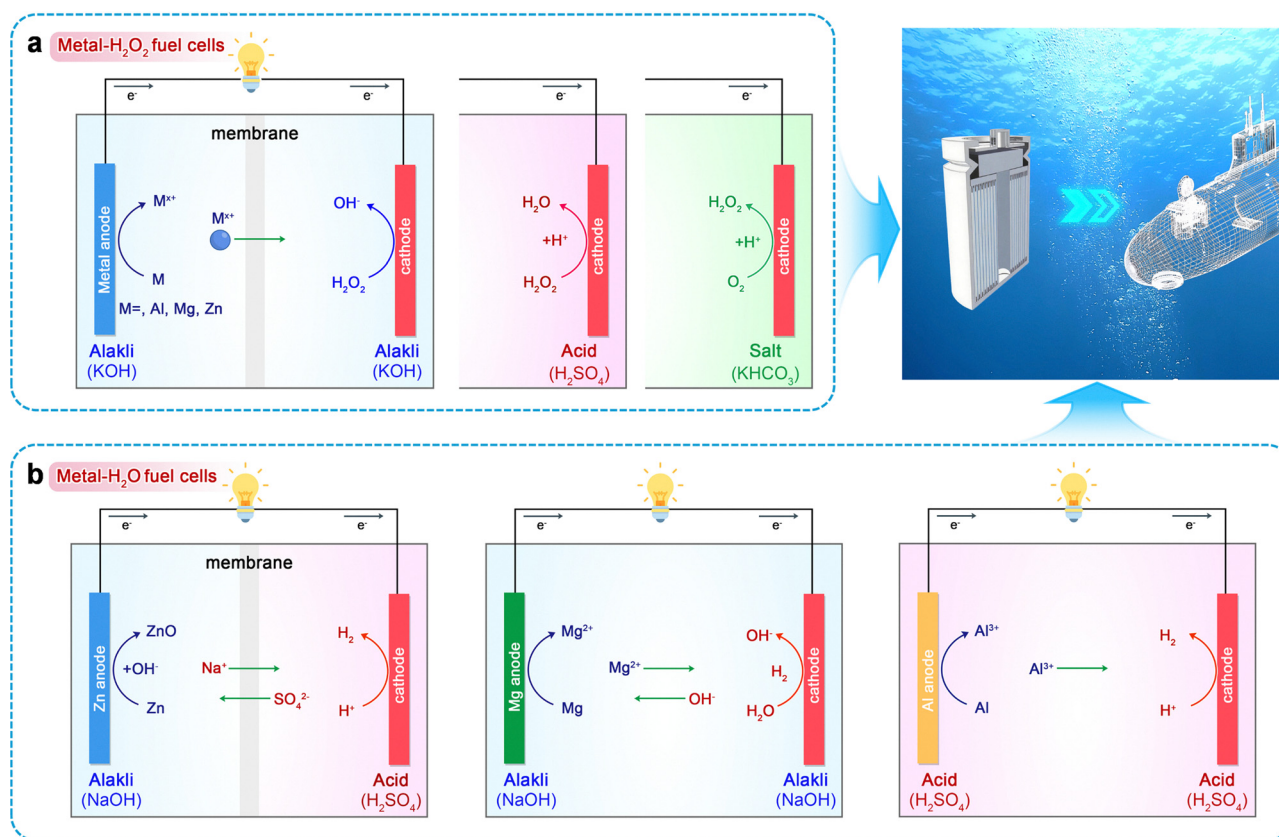 a Metal-H₂O₂ fuel cells
e⁻ e⁻ e⁻ e⁻
membrane
Metal anode
Mˣ⁺
Mˣ⁺
M
M=, Al, Mg, Zn
OH⁻
H₂O₂
cathode
Alakli
(KOH)
Alakli
(KOH)
H₂O
+H⁺
H₂O₂
cathode
Acid
(H₂SO₄)
H₂O₂
+H⁺
O₂
cathode
Salt
(KHCO₃)
b Metal-H₂O fuel cells
e⁻ e⁻ e⁻ e⁻ e⁻ e⁻
membrane
Zn anode
ZnO
+OH⁻
Zn
Na⁺
SO₄²⁻
H₂
H⁺
cathode
Alakli
(NaOH)
Acid
(H₂SO₄)
Mg anode
Mg²⁺
Mg
Mg²⁺
OH⁻
OH⁻
H₂
H₂O
cathode
Alakli
(NaOH)
Alakli
(NaOH)
Al anode
Al³⁺
Al
Al³⁺
H₂
H⁺
cathode
Acid
(H₂SO₄)
Acid
(H₂SO₄)